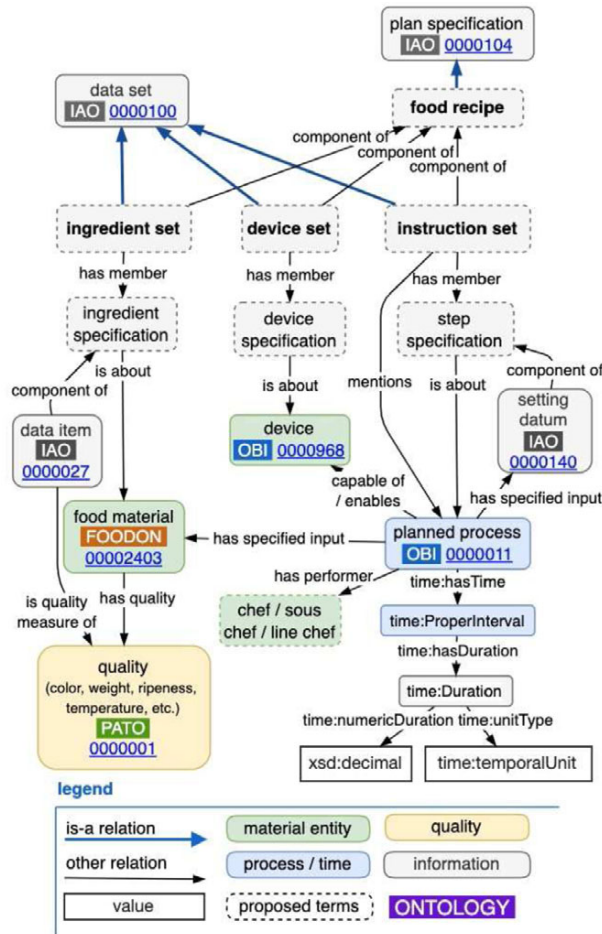 plan specification
IAO 0000104
data set
IAO 0000100
food recipe
component of
component of
component of
ingredient set
device set
instruction set
has member
has member
has member
ingredient
specification
device
specification
step
specification
is about
component of
is about
mentions
is about
component of
data item
IAO
0000027
device
OBI 0000968
setting
datum
IAO
0000140
capable of
/ enables
has specified input
food material
FOODON
00002403
has specified input
planned process
OBI 0000011
has performer
time:hasTime
is quality
measure of
has quality
chef / sous
chef / line chef
time:ProperInterval
time:hasDuration
quality
(color, weight, ripeness,
temperature, etc.)
PATO
0000001
time:Duration
time:numericDuration time:unitType
xsd:decimal
time:temporalUnit
legend
is-a relation
material entity
quality
other relation
process / time
information
value
proposed terms
ONTOLOGY